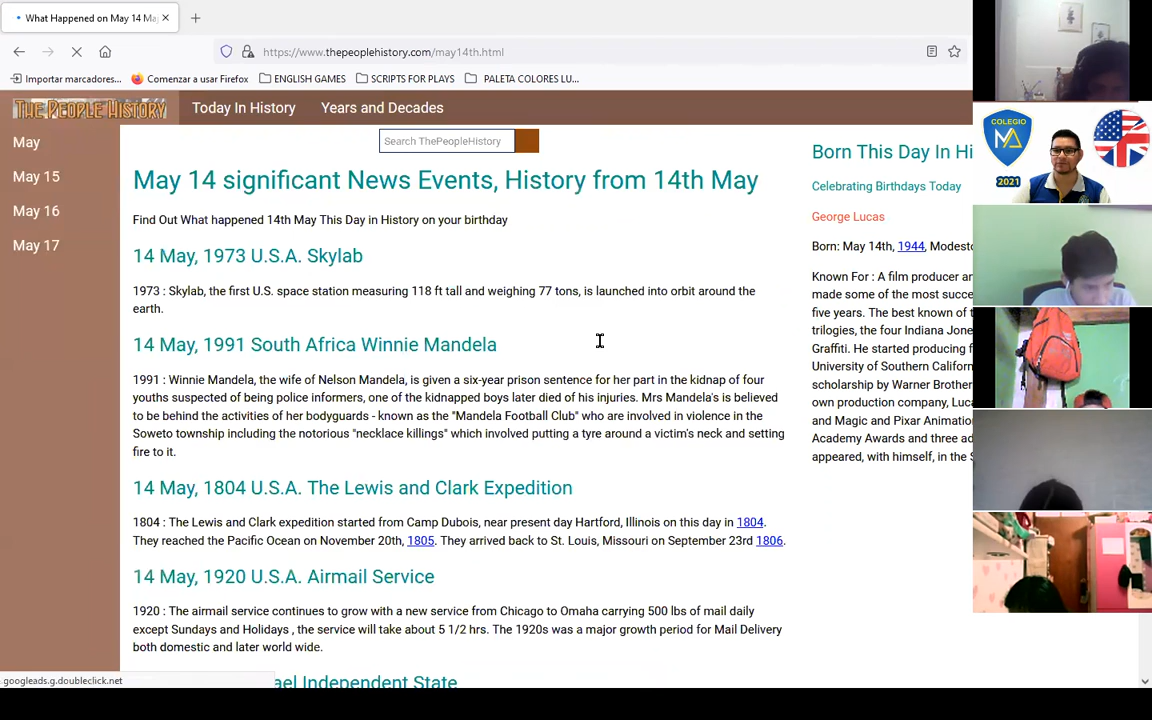 What Happened on May 14 Ma
https://www.thepeoplehistory.com/may14th.html
Importar marcadores...
Comenzar a usar Firefox
ENGLISH GAMES
SCRIPTS FOR PLAYS
PALETA COLORES LU...
THE PEOPLE HISTORY
Today In History
Years and Decades
May
May 15
May 16
May 17
Search ThePeopleHistory
May 14 significant News Events, History from 14th May
Find Out What happened 14th May This Day in History on your birthday
14 May, 1973 U.S.A. Skylab
1973 : Skylab, the first U.S. space station measuring 118 ft tall and weighing 77 tons, is launched into orbit around the
earth.
14 May, 1991 South Africa Winnie Mandela
1991 : Winnie Mandela, the wife of Nelson Mandela, is given a six-year prison sentence for her part in the kidnap of four
youths suspected of being police informers, one of the kidnapped boys later died of his injuries. Mrs Mandela's is believed
to be behind the activities of her bodyguards - known as the "Mandela Football Club" who are involved in violence in the
Soweto township including the notorious "necklace killings" which involved putting a tyre around a victim's neck and setting
fire to it.
14 May, 1804 U.S.A. The Lewis and Clark Expedition
1804 : The Lewis and Clark expedition started from Camp Dubois, near present day Hartford, Illinois on this day in 1804.
They reached the Pacific Ocean on November 20th, 1805. They arrived back to St. Louis, Missouri on September 23rd 1806.
14 May, 1920 U.S.A. Airmail Service
1920 : The airmail service continues to grow with a new service from Chicago to Omaha carrying 500 lbs of mail daily
except Sundays and Holidays , the service will take about 5 1/2 hrs. The 1920s was a major growth period for Mail Delivery
both domestic and later world wide.
ael Independent State
googleads.g.doubleclick.net
Born This Day In Hi
Celebrating Birthdays Today
George Lucas
Born: May 14th, 1944, Modest
Known For : A film producer an
made some of the most succe
five years. The best known of t
trilogies, the four Indiana Jone
Graffiti. He started producing f
University of Southern Califorr
scholarship by Warner Brother
own production company, Luca
and Magic and Pixar Animation
Academy Awards and three ad
appeared, with himself, in the S
COLEGIO
MA
2021